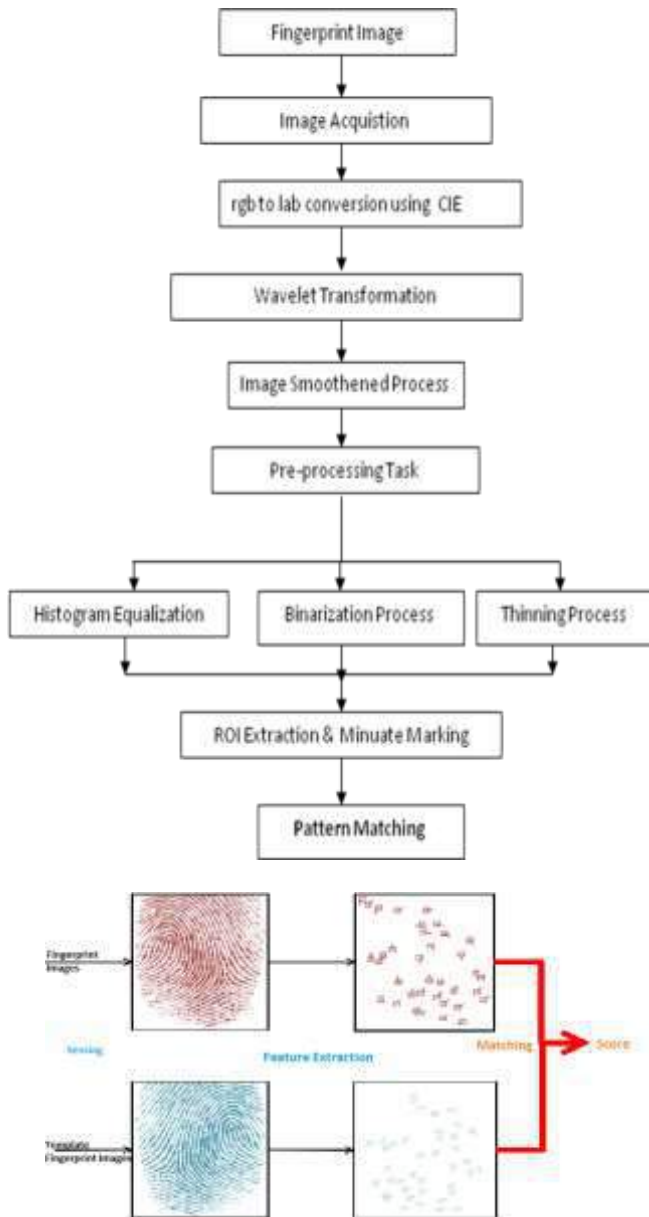 Fingerprint Image
Image Acquistion
rgb to lab conversion using CIE
Wavelet Transformation
Image Smoothened Process
Pre-processing Task
Histogram Equalization
Binarization Process
Thinning Process
ROI Extraction & Minuate Marking
Pattern Matching
Fingerprint
Images
Feature Extraction
Matching
Score
Template
Fingerprint Images